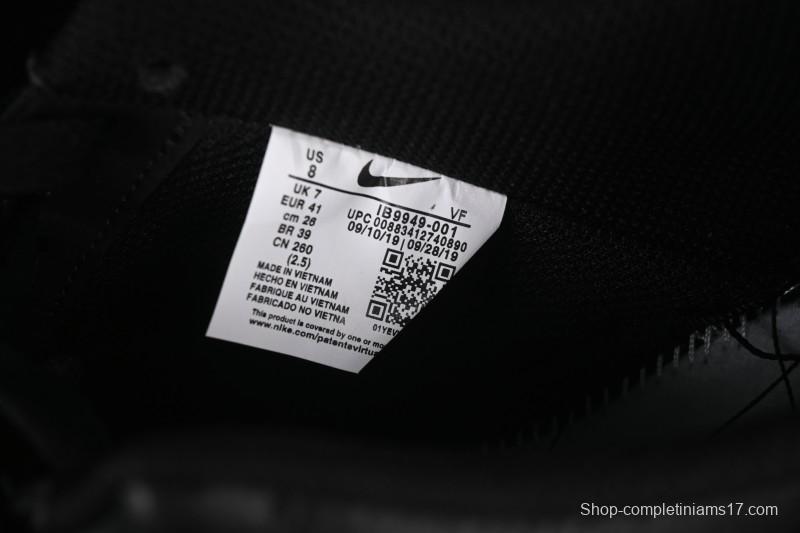 US
8
UK 7
EUR 41
cm 26
BR 39
CN 260
(2.5)
VF
IB9949-001
UPC 00883412740890
09/10/19 | 09/28/19
MADE IN VIETNAM
HECHO EN VIETNAM
FABRIQUE AU VIETNAM
FABRICADO NO VIETNA
01YEV
This product is covered by one or mo
www.nike.com/patentsvirtua
Shop-completiniams17.com